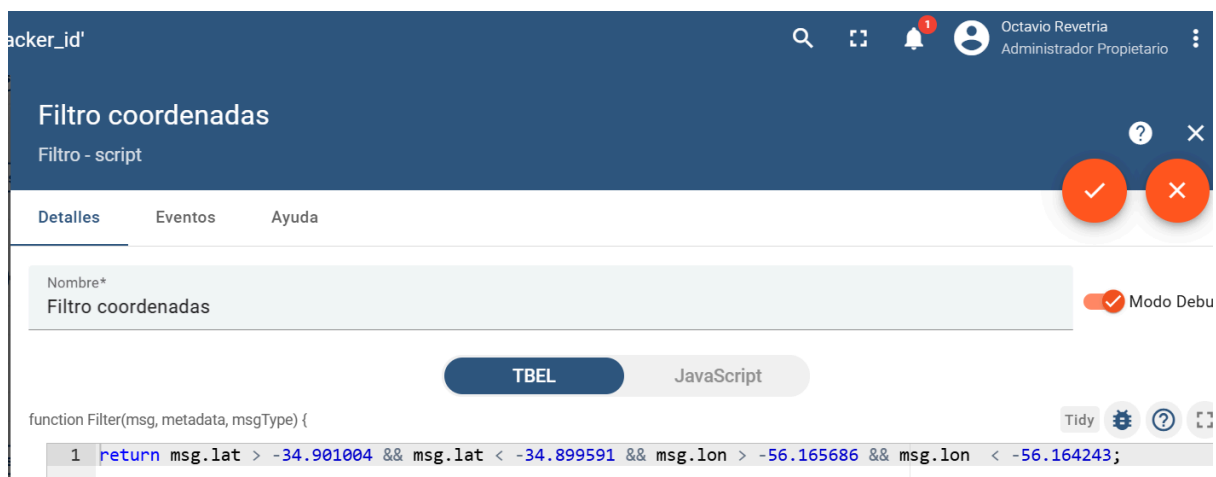 acker_id'
1
Octavio Revetria
Administrador Propietario
Filtro coordenadas
Filtro - script
Detalles Eventos Ayuda
Nombre*
Filtro coordenadas
Modo Debu
TBEL JavaScript
function Filter(msg, metadata, msgType) {
Tidy
1 return msg.lat > -34.901004 && msg.lat < -34.899591 && msg.lon > -56.165686 && msg.lon  < -56.164243;